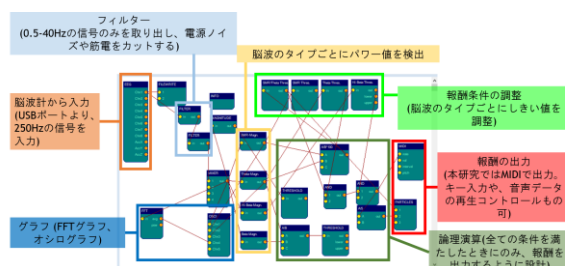 フィルター
(0.5-40Hzの信号のみを取り出し、電源ノイ
ズや筋電をカットする)
脳波のタイプごとにパワー値を検出
脳波計から入力
(USBポートより、
250Hzの信号を
入力)
報酬条件の調整
(脳波のタイプごとにしきい値を
調整)
報酬の出力
(本研究ではMIDIで出力。
キー入力や、音声データ
の再生コントロールも
可)
グラフ (FFTグラフ、
オシログラフ)
論理演算(全ての条件を満
たしたときにのみ、報酬を
出力するように設計)
FILTER
FILTER
THRESHOLD
THRESHOLD
AND
MIDI